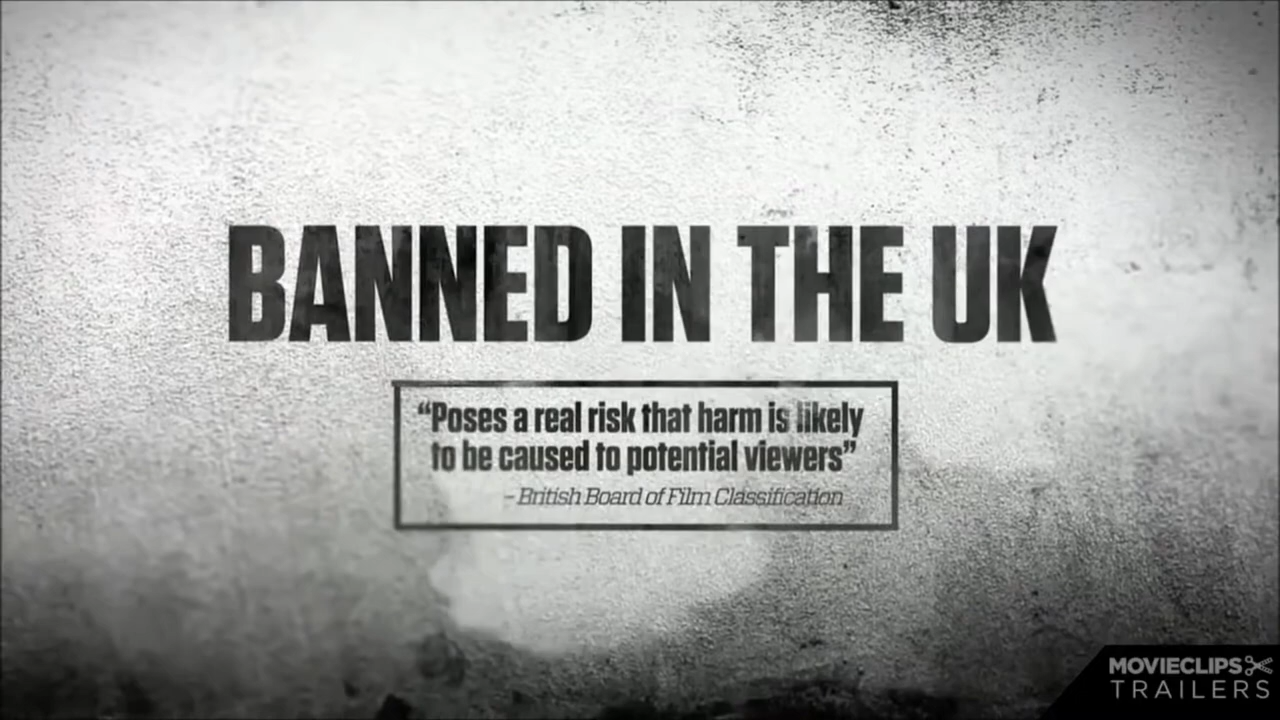 BANNED IN THE UK
“Poses a real risk that harm is likely
to be caused to potential viewers”
– British Board of Film Classification
MOVIECLIPS
TRAILERS